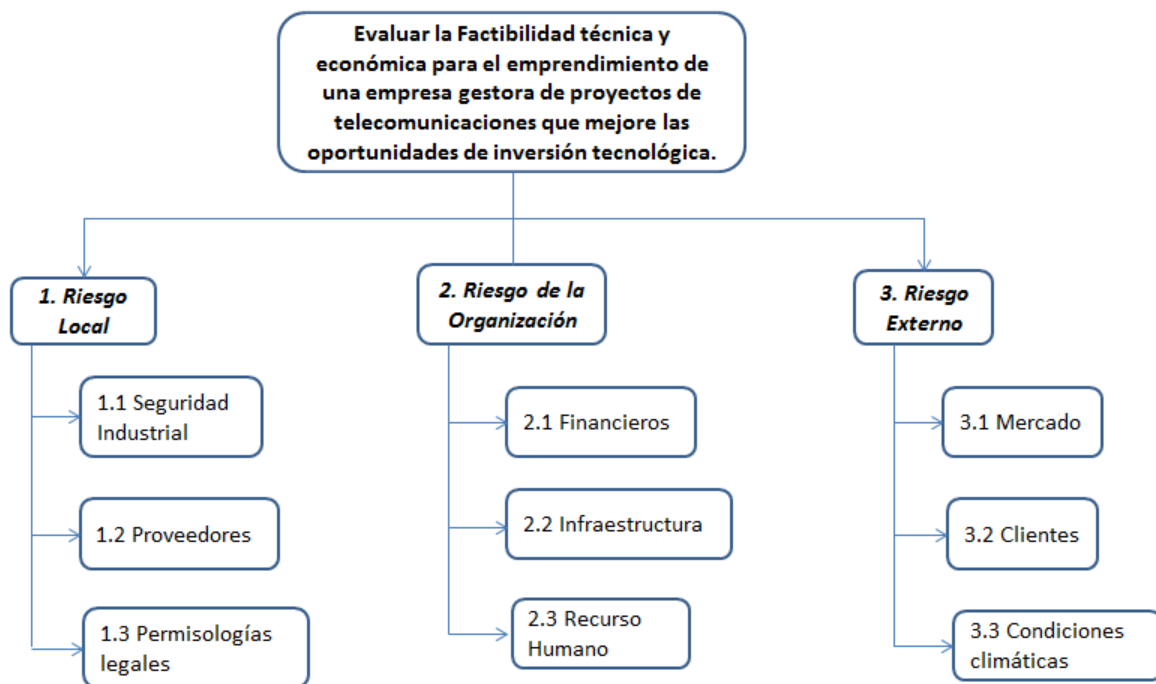 Evaluar la Factibilidad técnica y
económica para el emprendimiento de
una empresa gestora de proyectos de
telecomunicaciones que mejore las
oportunidades de inversión tecnológica.
1. Riesgo
Local
1.1 Seguridad
Industrial
1.2 Proveedores
1.3 Permisologías
legales
2. Riesgo de la
Organización
2.1 Financieros
2.2 Infraestructura
2.3 Recurso
Humano
3. Riesgo
Externo
3.1 Mercado
3.2 Clientes
3.3 Condiciones
climáticas